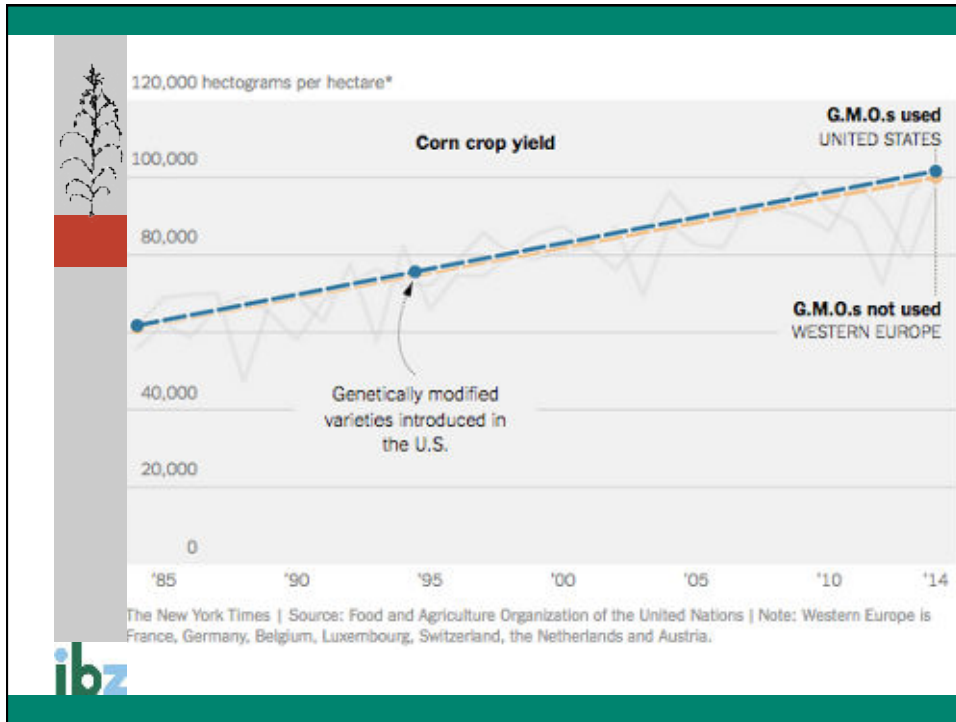 120,000 hectograms per hectare*
G.M.O.s used
UNITED STATES
Corn crop yield
100,000
80,000
G.M.O.s not used
WESTERN EUROPE
40,000
Genetically modified
varieties introduced in
the U.S.
20,000
0
'85 '90 '95 '00 '05 '10 '14
The New York Times | Source: Food and Agriculture Organization of the United Nations | Note: Western Europe is
France, Germany, Belgium, Luxembourg, Switzerland, the Netherlands and Austria.
ibz